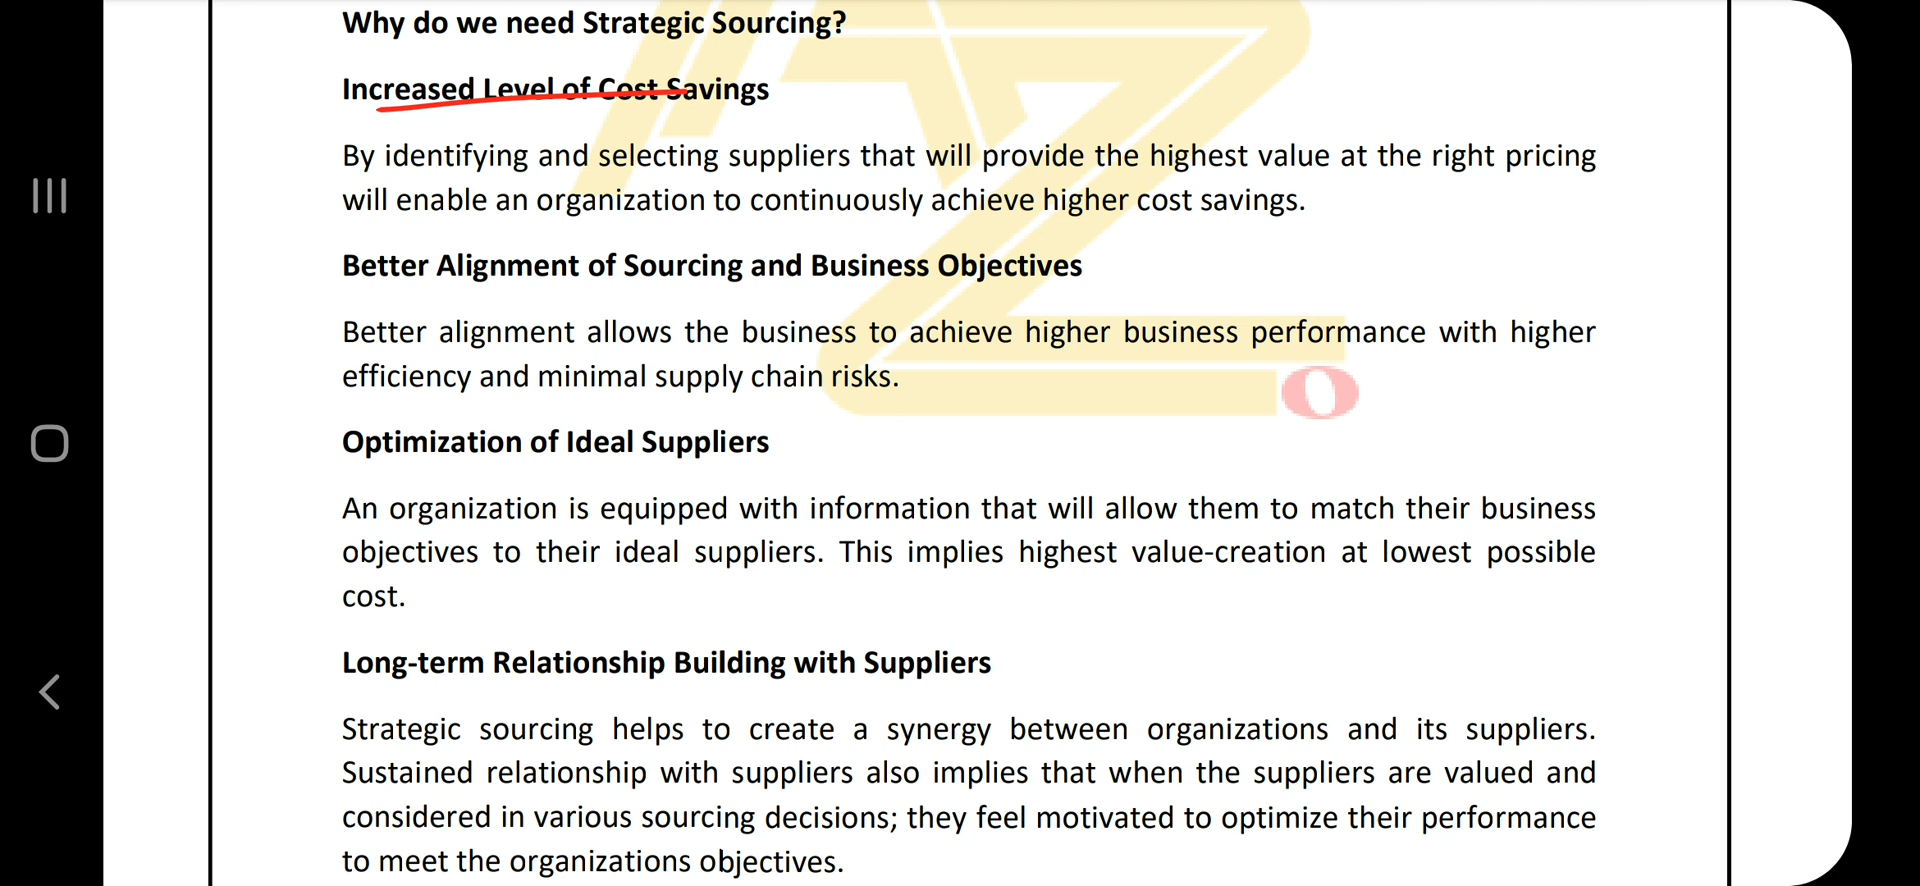 Why do we need Strategic Sourcing?
Increased Level of Cost Savings
By identifying and selecting suppliers that will provide the highest value at the right pricing
will enable an organization to continuously achieve higher cost savings.
Better Alignment of Sourcing and Business Objectives
Better alignment allows the business to achieve higher business performance with higher
efficiency and minimal supply chain risks.
Optimization of Ideal Suppliers
An organization is equipped with information that will allow them to match their business
objectives to their ideal suppliers. This implies highest value-creation at lowest possible
cost.
Long-term Relationship Building with Suppliers
Strategic sourcing helps to create a synergy between organizations and its suppliers.
Sustained relationship with suppliers also implies that when the suppliers are valued and
considered in various sourcing decisions; they feel motivated to optimize their performance
to meet the organizations objectives.